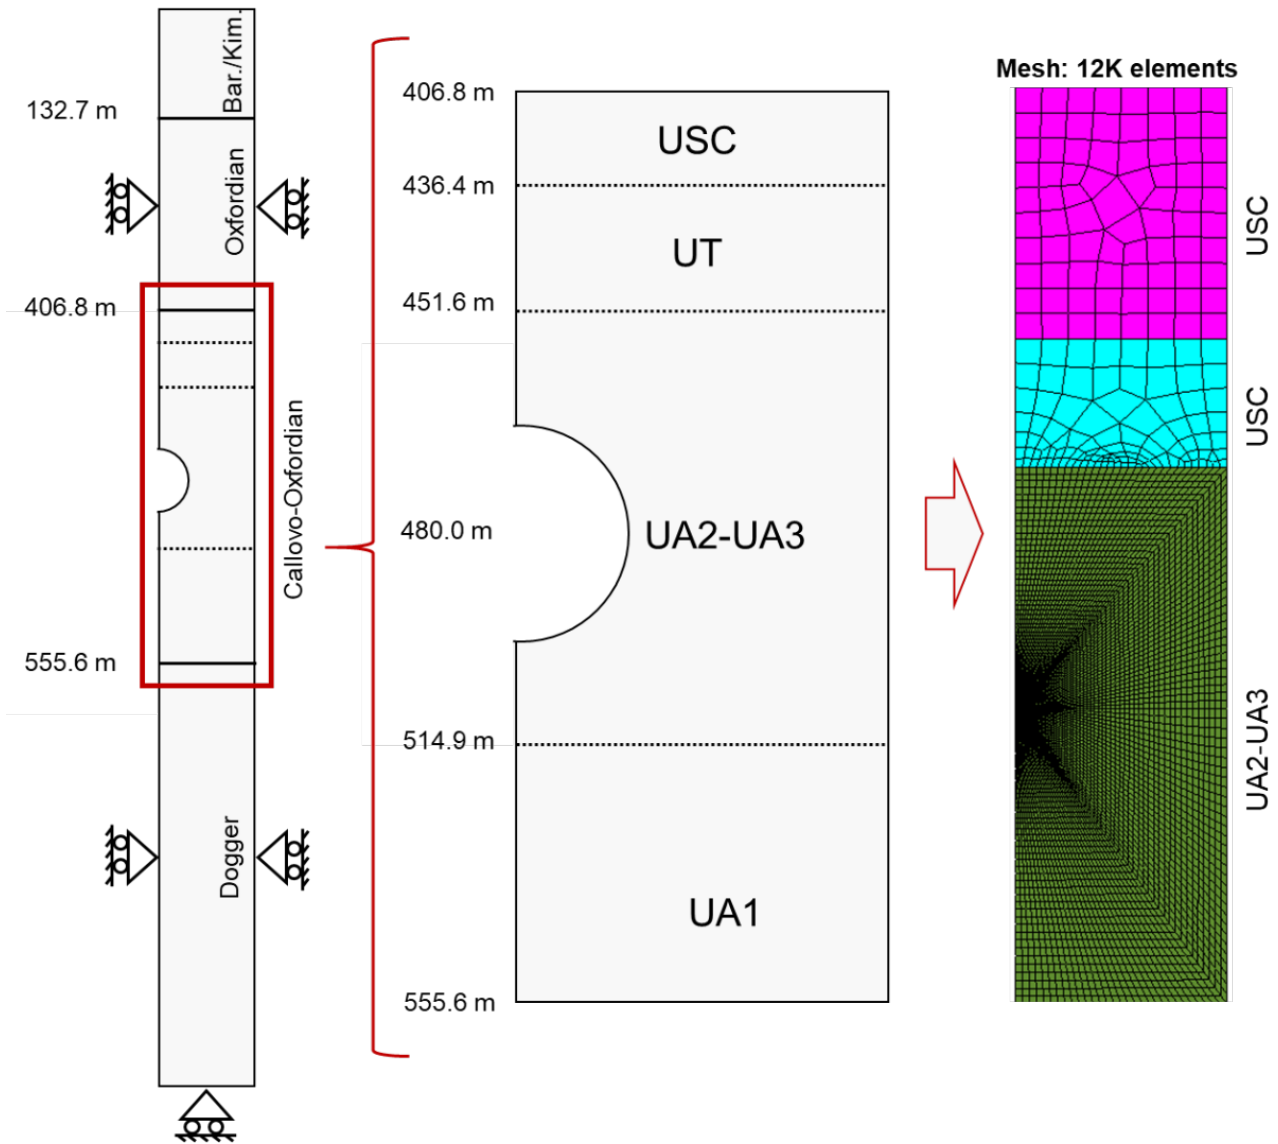 Bar./Kim.
132.7 m
Oxfordian
406.8 m
Callovo-Oxfordian
555.6 m
Dogger
406.8 m
USC
436.4 m
UT
451.6 m
480.0 m
UA2-UA3
514.9 m
UA1
555.6 m
Mesh: 12K elements
USC
USC
UA2-UA3